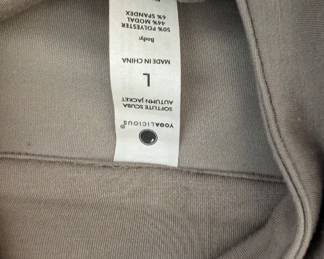 YOGALICIOUS®
SOFTLITE SCUBA
AUTUMN JACKET
L
MADE IN CHINA
Body:
50% POLYESTER
44% MODAL
6% SPANDEX